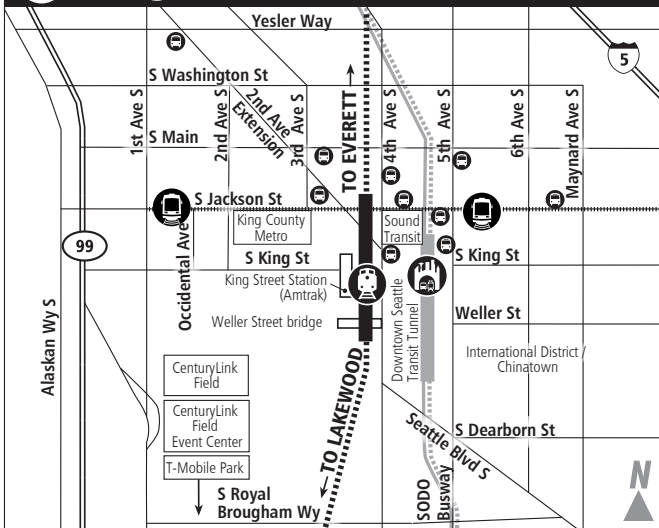 Yesler Way
5
S Washington St
1st Ave S
2nd Ave S
2nd Ave
Extension
3rd Ave S
TO EVERETT
4th Ave S
5th Ave S
6th Ave S
Maynard Ave S
S Main
S Jackson St
King County
Metro
Sound
Transit
99
Occidental Ave
S King St
S King St
King Street Station
(Amtrak)
Weller Street bridge
Downtown Seattle
Transit Tunnel
Weller St
International District /
Chinatown
Alaskan Wy S
CenturyLink
Field
CenturyLink
Field
Event Center
T-Mobile Park
TO LAKEWOOD
Seattle Blvd S
S Dearborn St
S Royal
Brougham Wy
SODO
Busway
N